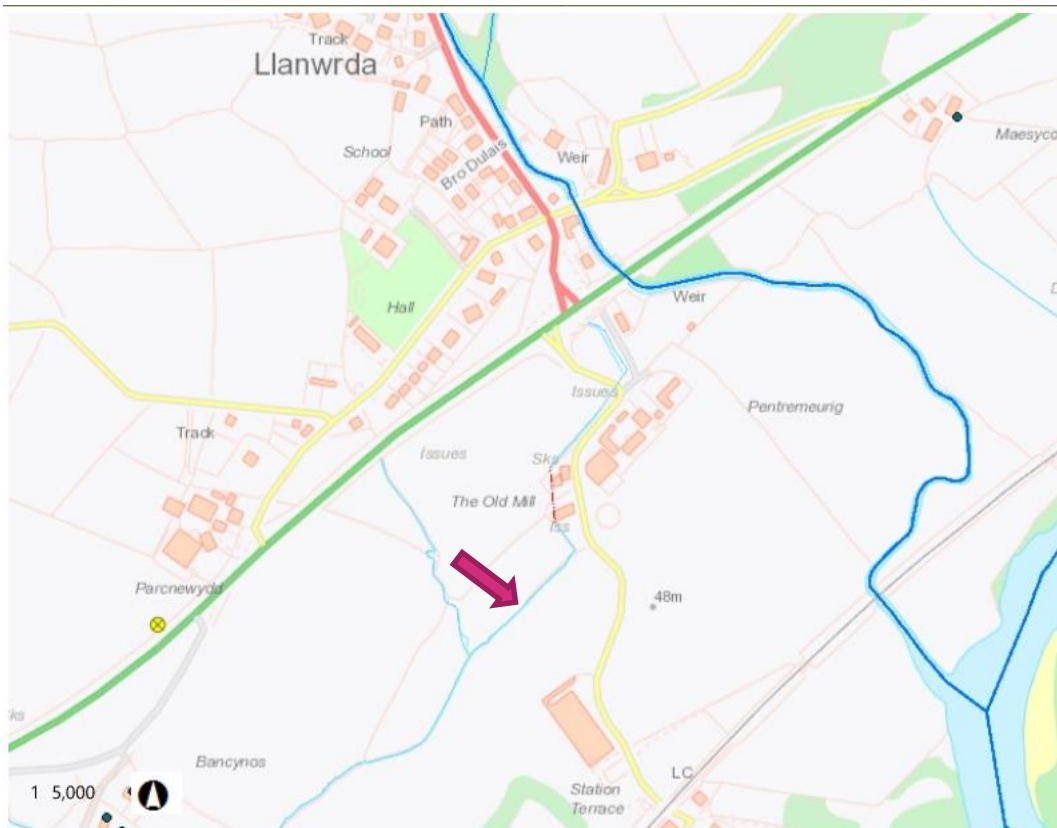 Track
Llanwrda
Path
School
Bro Dulais
Weir
Maesyco
Hall
Weir
Issues
Pentremeurig
Track
Issues
Sks
The Old Mill
Iss
Parcnewydd
48m
ks
Bancynos
LC
1 5,000
Station
Terrace
D